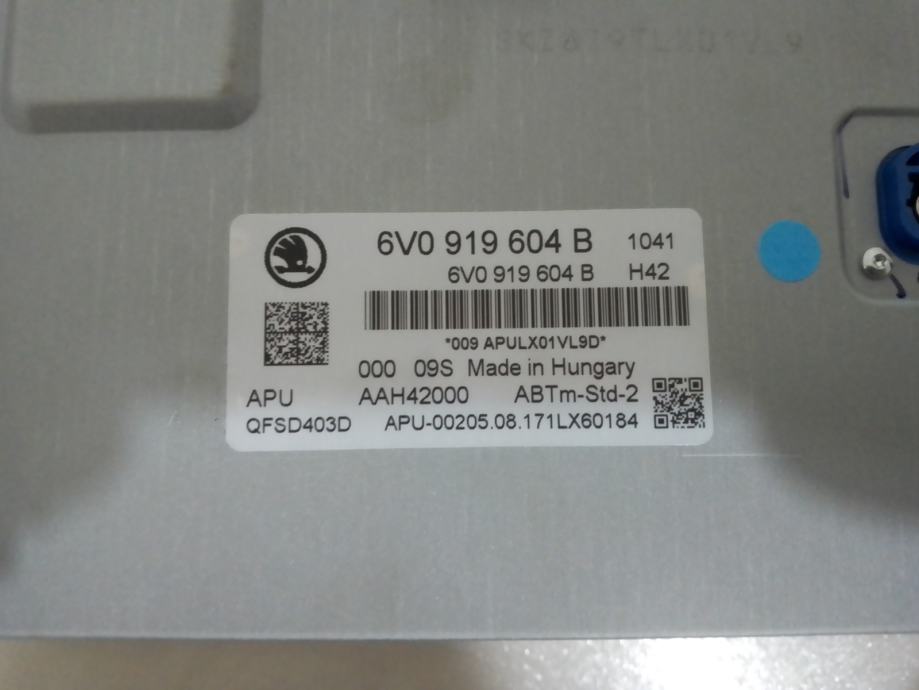 6V0 919 604 B 1041
6V0 919 604 B H42
*009 APULX01VL9D*
000 09S Made in Hungary
APU AAH42000 ABTm-Std-2
QFSD403D APU-00205.08.171LX60184